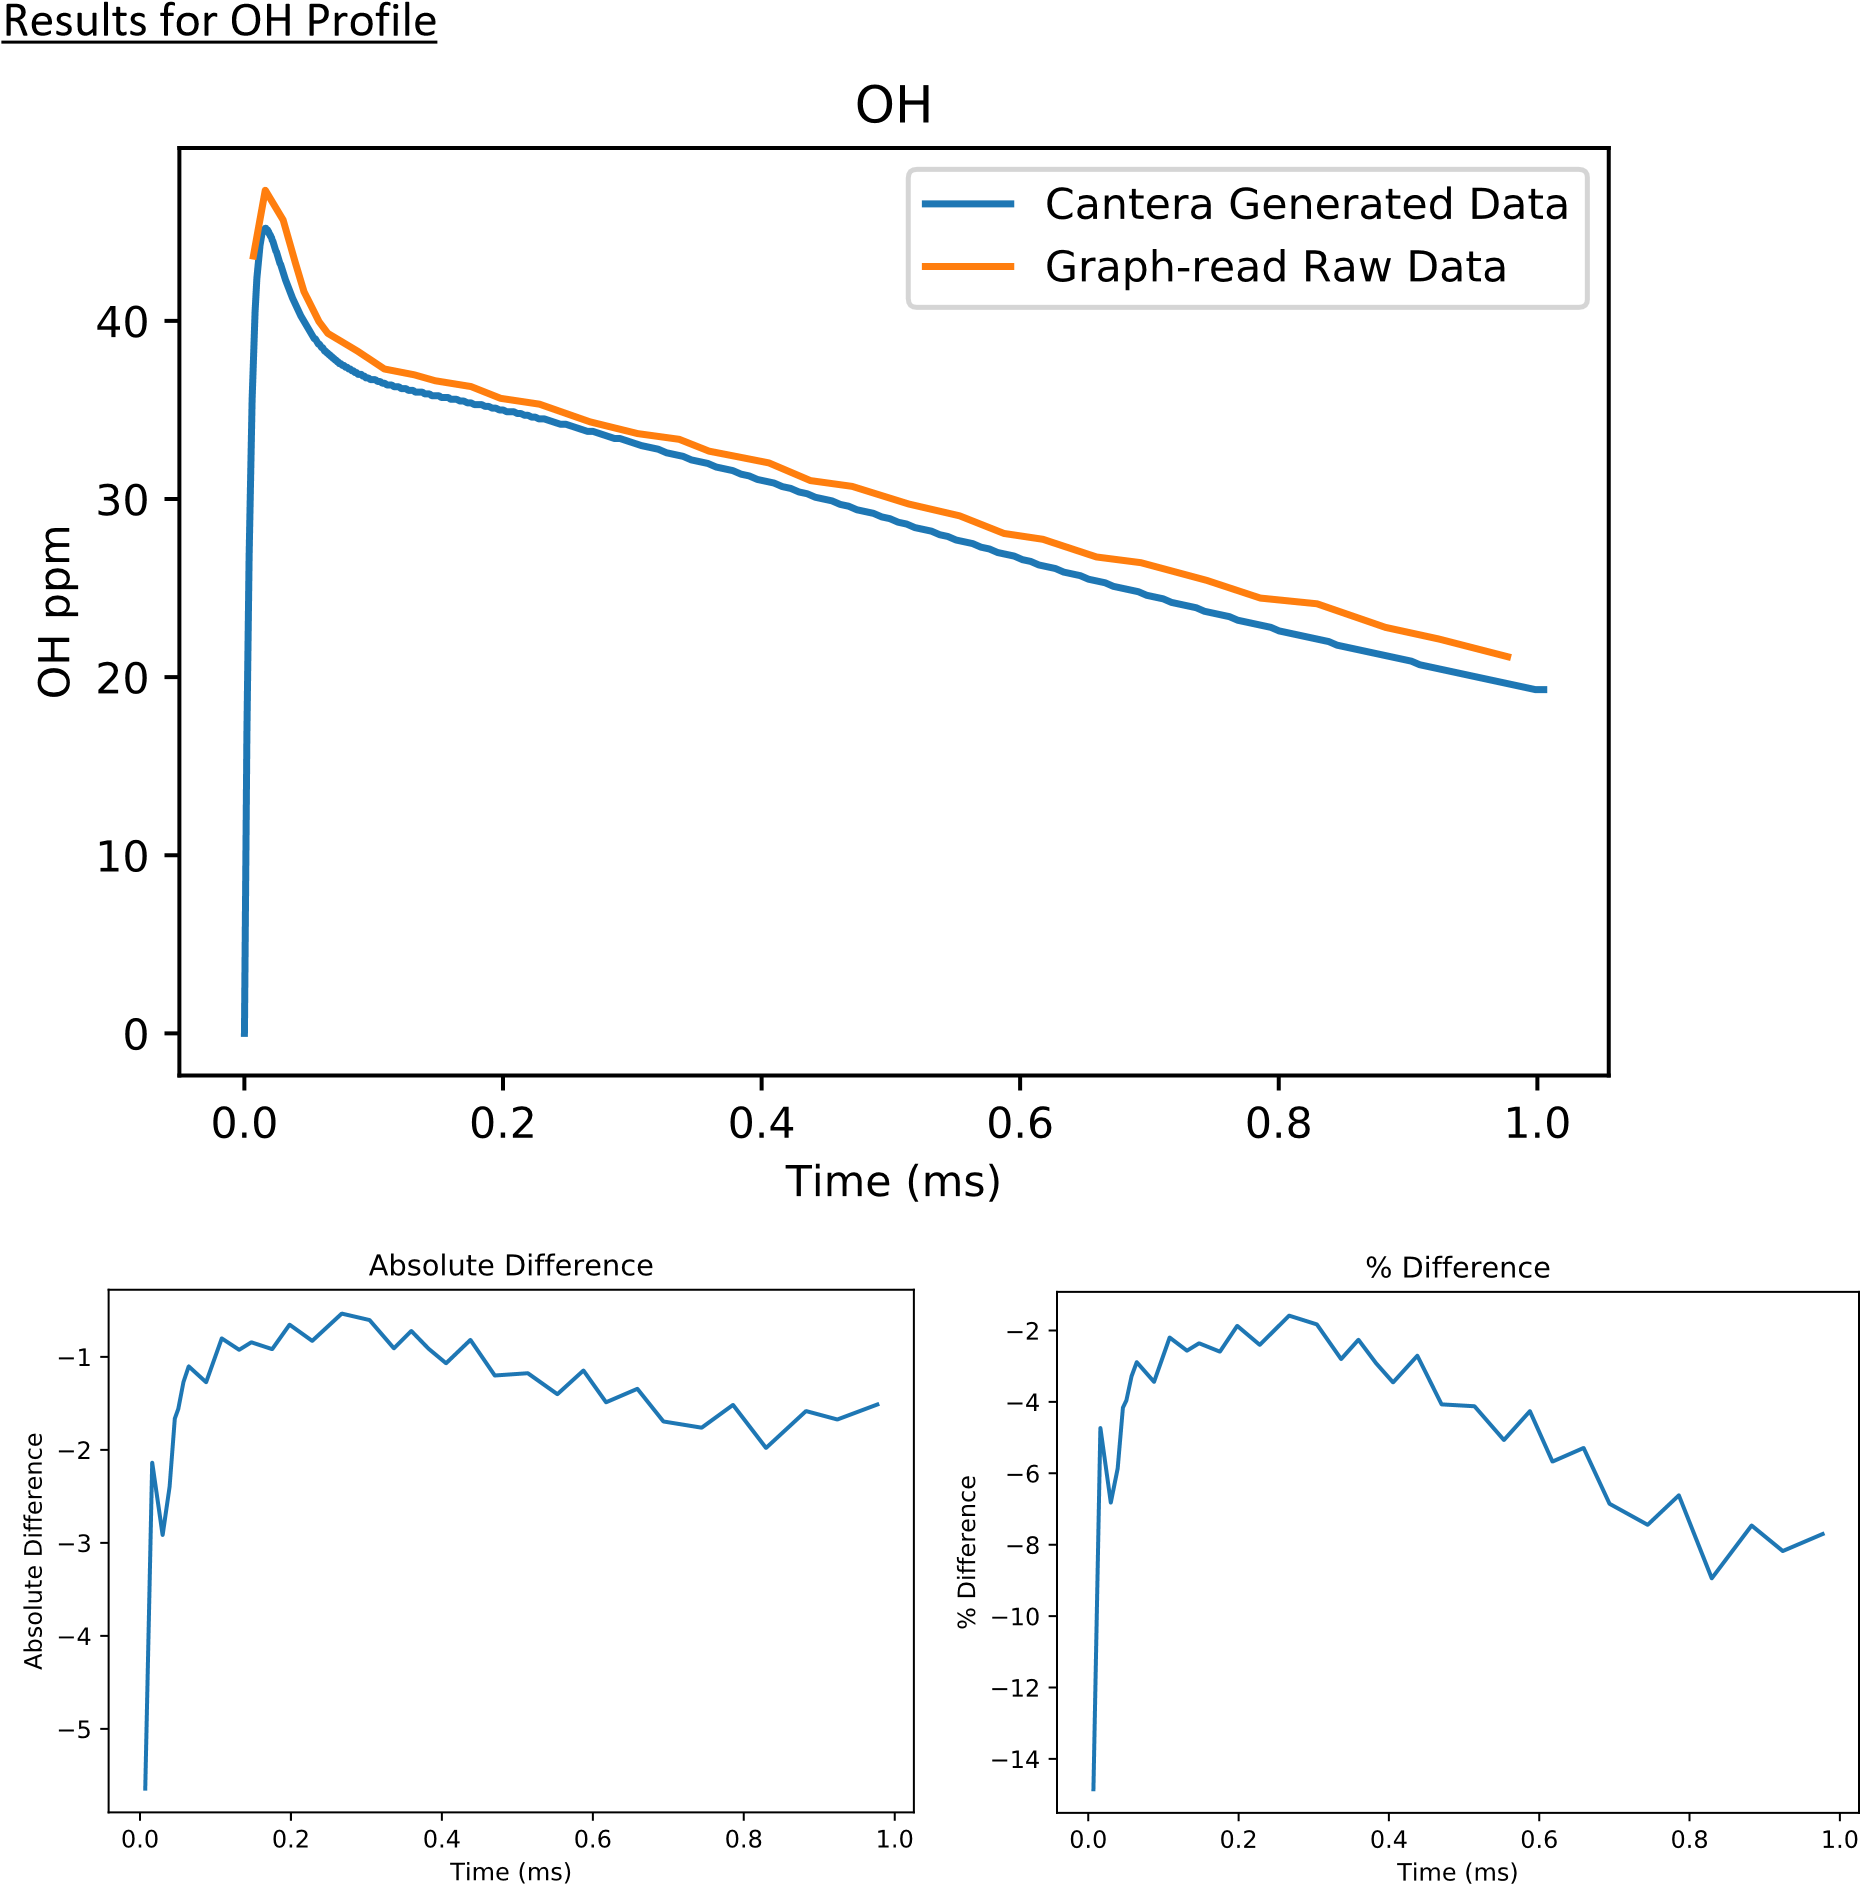 Results for OH Profile
OH
Cantera Generated Data
Graph-read Raw Data
OH ppm
40
30
20
10
0
0.0 0.2 0.4 0.6 0.8 1.0
Time (ms)
Absolute Difference
Absolute Difference
−1
−2
−3
−4
−5
0.0 0.2 0.4 0.6 0.8 1.0
Time (ms)
% Difference
% Difference
−2
−4
−6
−8
−10
−12
−14
0.0 0.2 0.4 0.6 0.8 1.0
Time (ms)